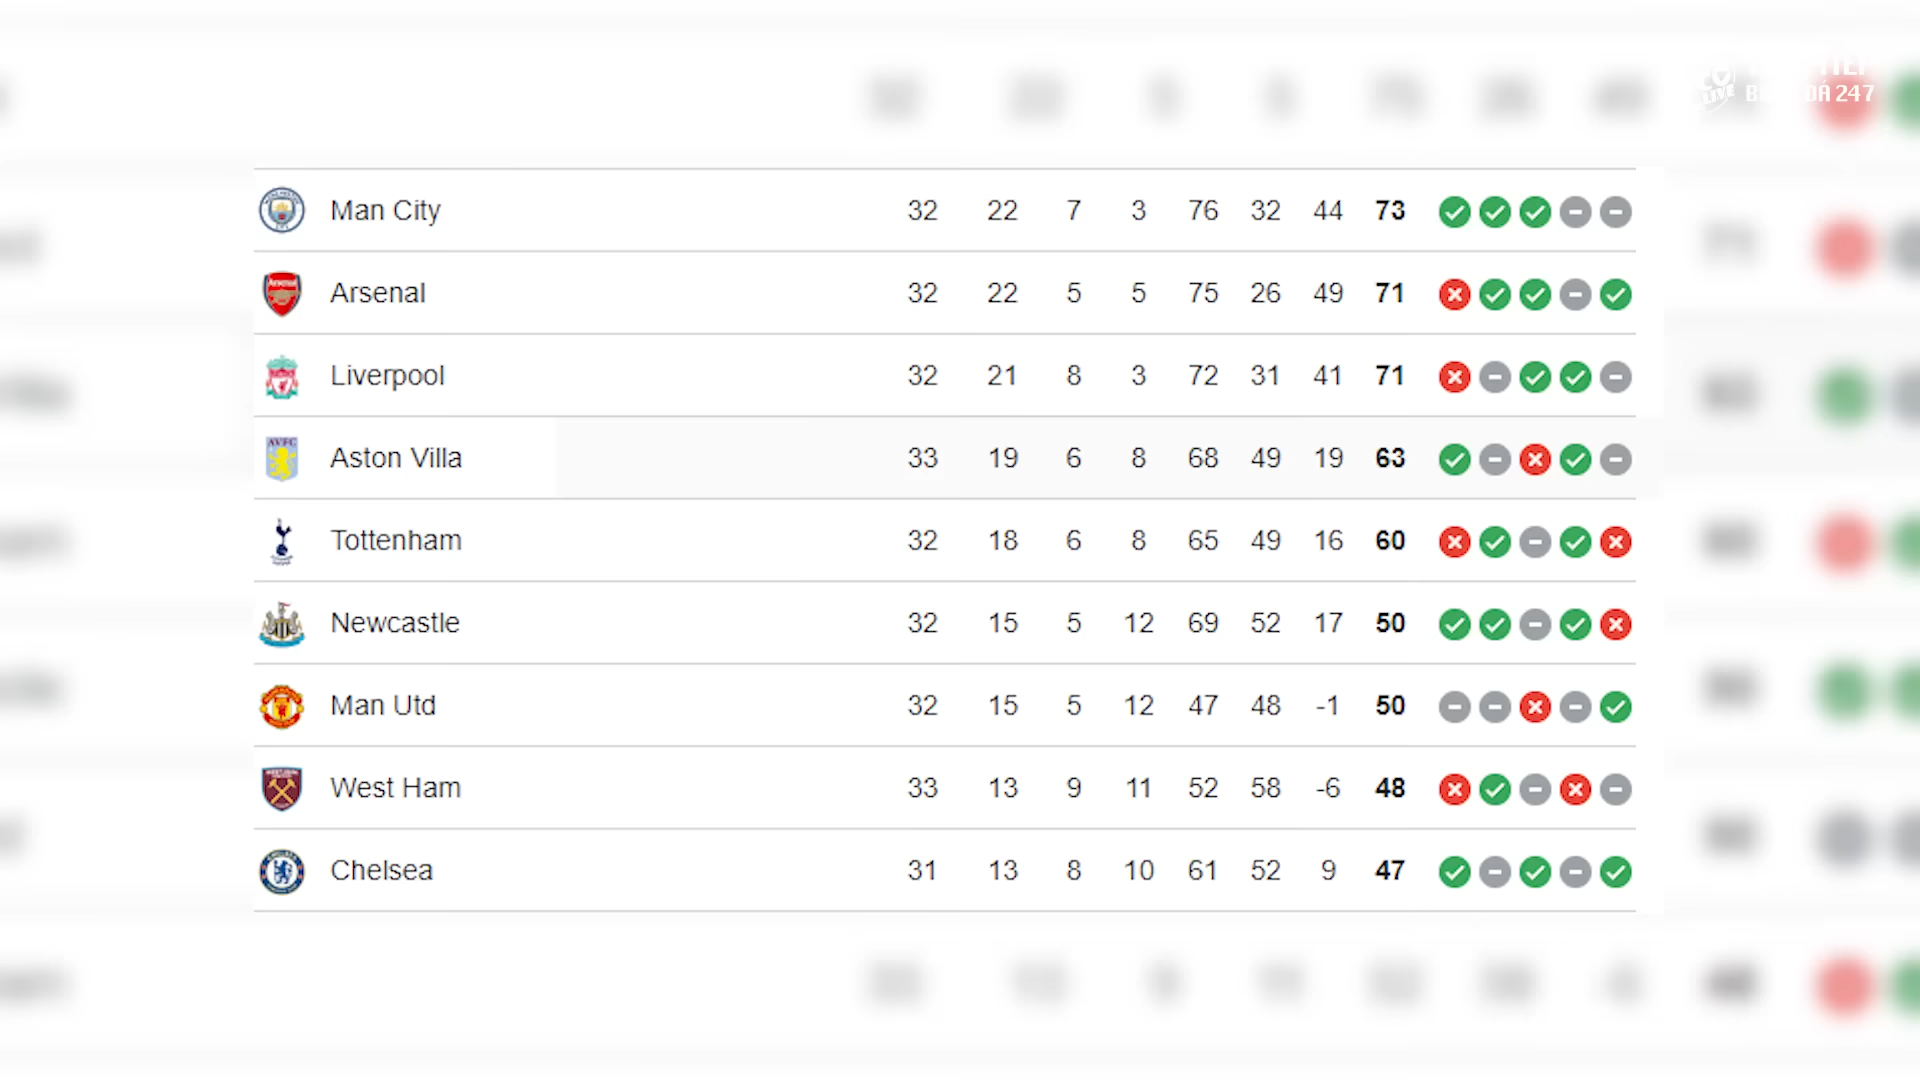 LIVE
ĐÁ 247
Man City 32 22 7 3 76 32 44 73
Arsenal 32 22 5 5 75 26 49 71
Liverpool 32 21 8 3 72 31 41 71
Aston Villa 33 19 6 8 68 49 19 63
Tottenham 32 18 6 8 65 49 16 60
Newcastle 32 15 5 12 69 52 17 50
Man Utd 32 15 5 12 47 48 -1 50
West Ham 33 13 9 11 52 58 -6 48
Chelsea 31 13 8 10 61 52 9 47